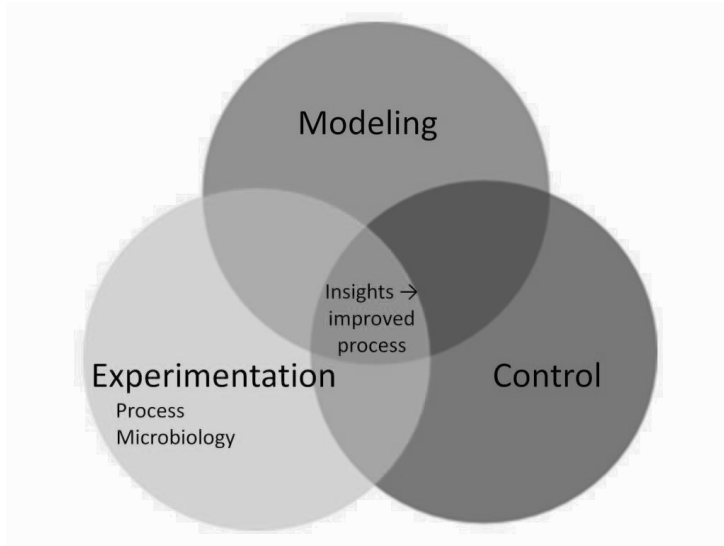 Modeling
Insights →
improved
process
Experimentation
Process
Microbiology
Control